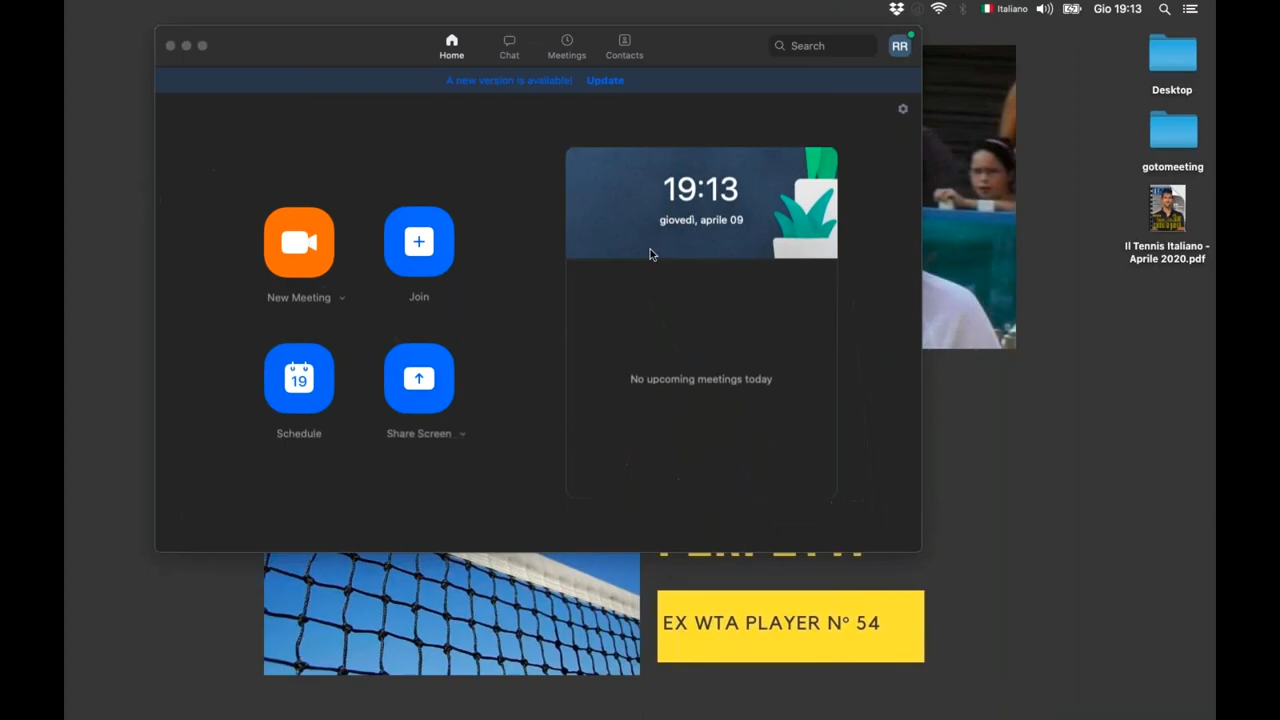 Italiano
Gio 19:13
Home
Chat
Meetings
Contacts
Search
RR
A new version is available! Update
Desktop
gotomeeting
Il Tennis Italiano -
Aprile 2020.pdf
19:13
giovedì, aprile 09
New Meeting
Join
19
Schedule
Share Screen
No upcoming meetings today
EX WTA PLAYER Nº 54